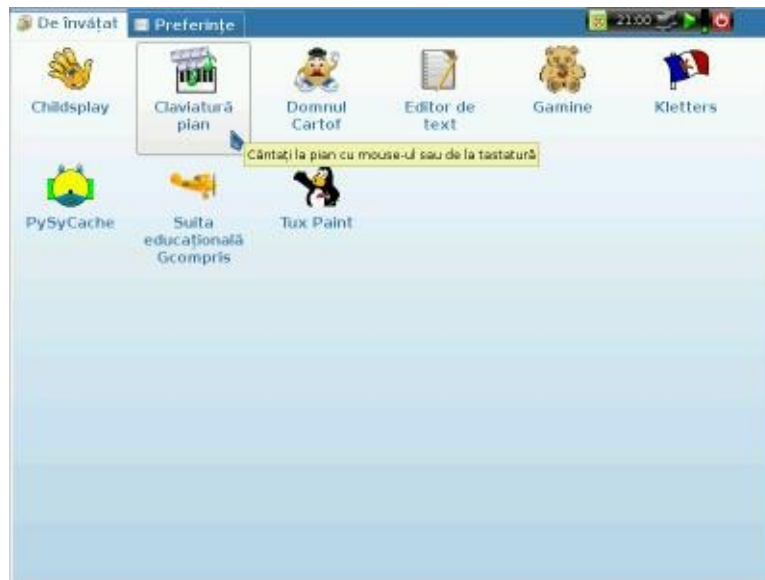 De învățat
Preferințe
21:00
Childsplay
Claviatură
pian
Domnul
Cartof
Editor de
text
Gamine
Kletters
Cântați la pian cu mouse-ul sau de la tastatură
PySyCache
Suita
educațională
Gcompris
Tux Paint